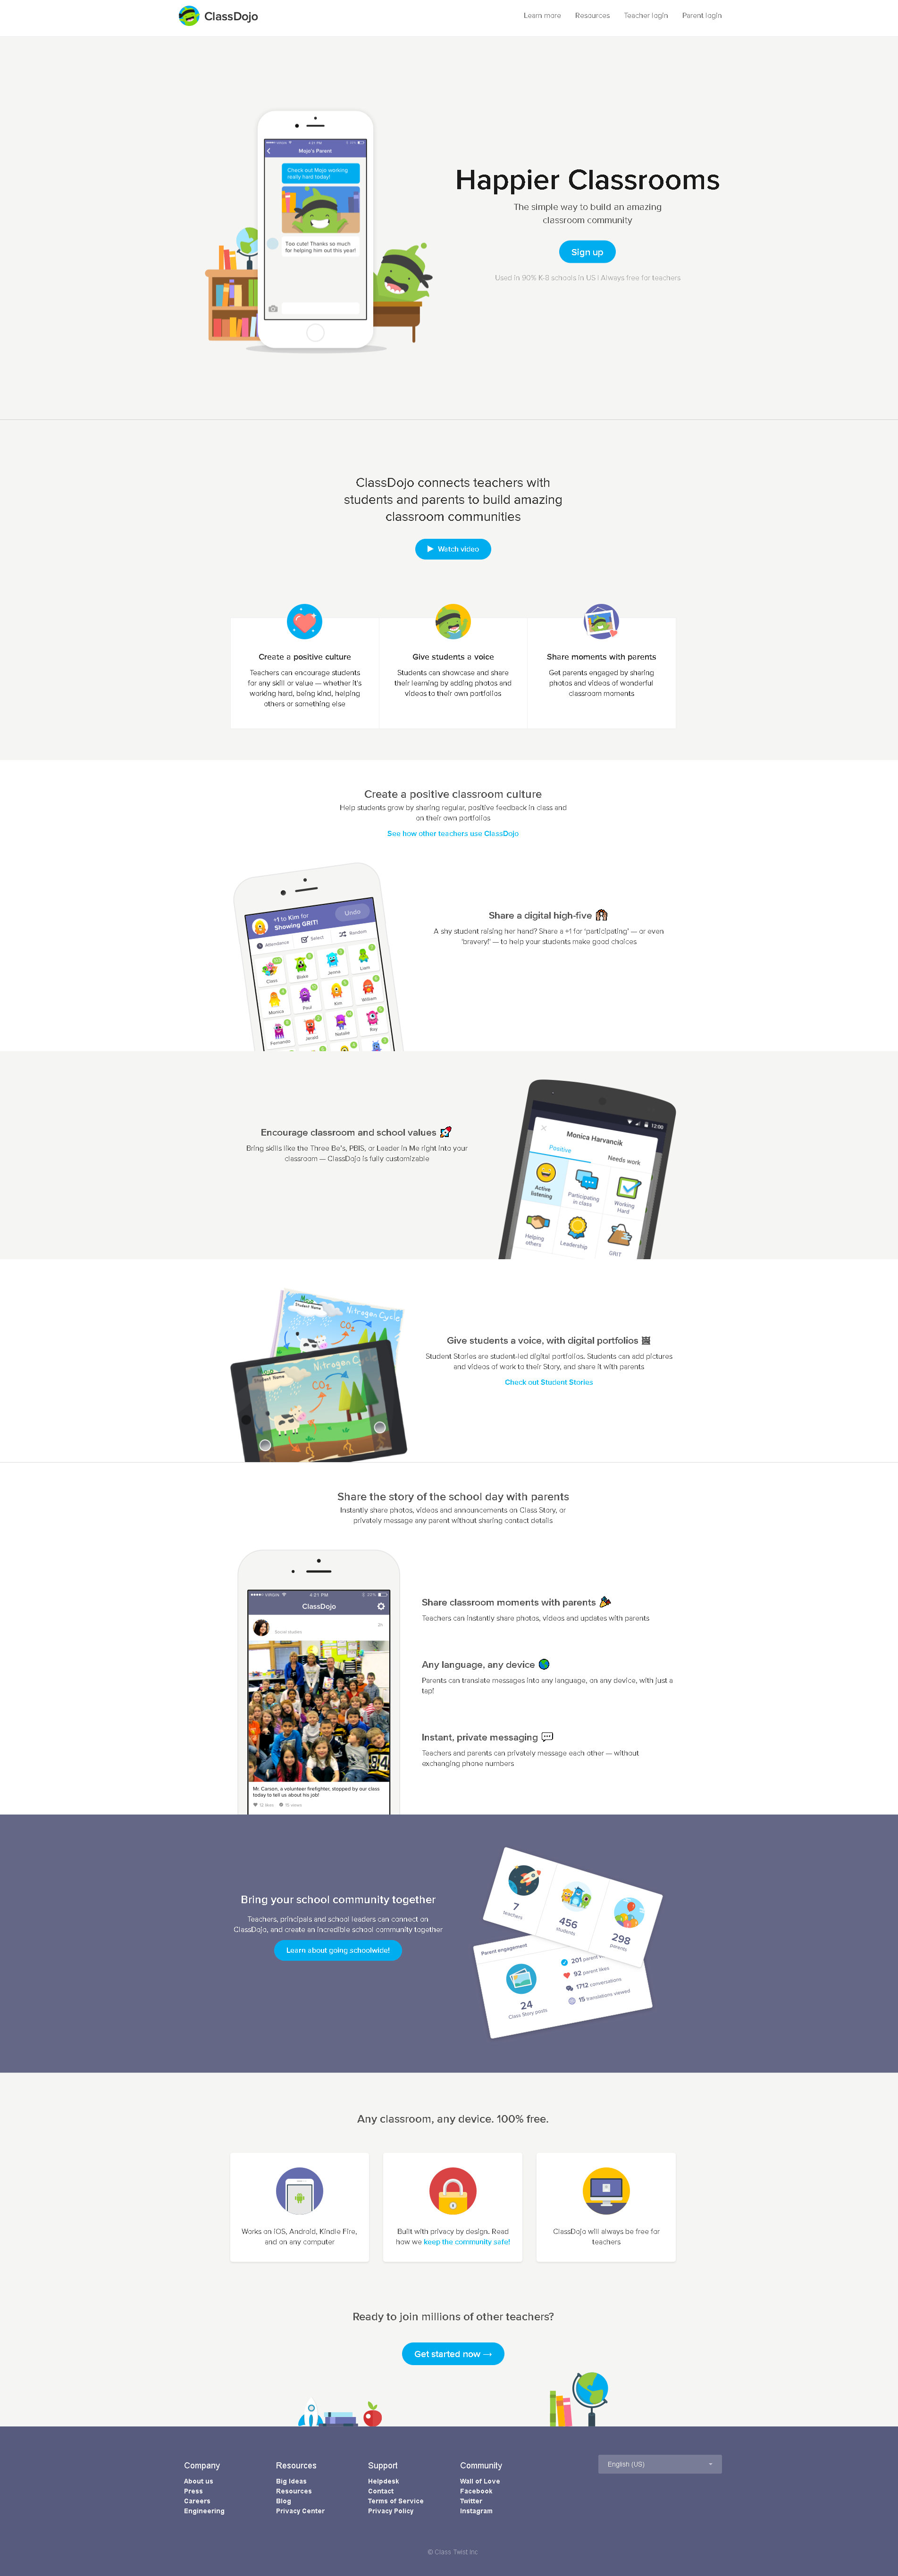 ClassDojo
Learn more
Resources
Teacher login
Parent login
4:21 PM
Mojo's Parent
Check out Mojo working
really hard today!
Too cute! Thanks so much
for helping him out this year!
Happier Classrooms
The simple way to build an amazing
classroom community
Sign up
Used in 90% K-8 schools in US | Always free for teachers
ClassDojo connects teachers with
students and parents to build amazing
classroom communities
Watch video
Create a positive culture
Teachers can encourage students
for any skill or value — whether it's
working hard, being kind, helping
others or something else
Give students a voice
Students can showcase and share
their learning by adding photos and
videos to their own portfolios
Share moments with parents
Get parents engaged by sharing
photos and videos of wonderful
classroom moments
Create a positive classroom culture
Help students grow by sharing regular, positive feedback in class and
on their own portfolios
See how other teachers use ClassDojo
+1 to Kim for
Showing GRIT!
Undo
Attendance
Select
Random
Class
Blake
Jenna
Liam
Monica
Paul
Kim
William
Fernando
Jerald
Natalie
Ray
Share a digital high-five
A shy student raising her hand? Share a +1 for 'participating' — or even
'bravery!' — to help your students make good choices
Encourage classroom and school values
Bring skills like the Three Be's, PBIS, or Leader in Me right into your
classroom — ClassDojo is fully customizable
12:00
Monica Harvancik
Positive
Needs work
Active
listening
Participating
in class
Working
Hard
Helping
others
Leadership
GRIT
Nitrogen Cycle
Student Name
CO2
Nitrogen Cycle
Student Name
CO2
Give students a voice, with digital portfolios
Student Stories are student-led digital portfolios. Students can add pictures
and videos of work to their Story, and share it with parents
Check out Student Stories
Share the story of the school day with parents
Instantly share photos, videos and announcements on Class Story, or
privately message any parent without sharing contact details
4:21 PM
ClassDojo
Social studies
Mr. Carson, a volunteer firefighter, stopped by our class
today to tell us about his job!
12 likes
15 views
Share classroom moments with parents
Teachers can instantly share photos, videos and updates with parents
Any language, any device
Parents can translate messages into any language, on any device, with just a
tap!
Instant, private messaging
Teachers and parents can privately message each other — without
exchanging phone numbers
Bring your school community together
Teachers, principals and school leaders can connect on
ClassDojo, and create an incredible school community together
Learn about going schoolwide!
7
teachers
456
students
298
parents
Parent engagement
24
Class Story posts
201 parent
92 parent likes
1712 conversations
15 translations viewed
Any classroom, any device. 100% free.
Works on iOS, Android, Kindle Fire,
and on any computer
Built with privacy by design. Read
how we keep the community safe!
ClassDojo will always be free for
teachers
Ready to join millions of other teachers?
Get started now →
Company
About us
Press
Careers
Engineering
Resources
Big Ideas
Resources
Blog
Privacy Center
Support
Helpdesk
Contact
Terms of Service
Privacy Policy
Community
Wall of Love
Facebook
Twitter
Instagram
English (US)
© Class Twist Inc